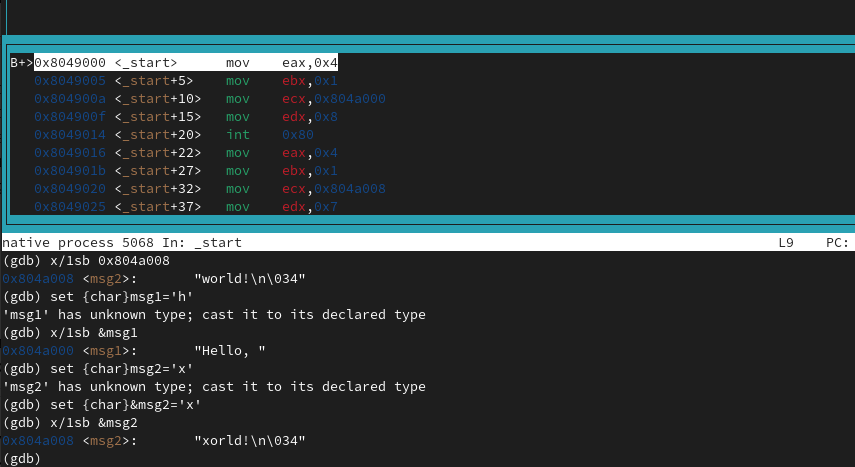 B+>0x8049000 <_start>      mov    eax,0x4
   0x8049005 <_start+5>    mov    ebx,0x1
   0x804900a <_start+10>   mov    ecx,0x804a000
   0x804900f <_start+15>   mov    edx,0x8
   0x8049014 <_start+20>   int    0x80
   0x8049016 <_start+22>   mov    eax,0x4
   0x804901b <_start+27>   mov    ebx,0x1
   0x8049020 <_start+32>   mov    ecx,0x804a008
   0x8049025 <_start+37>   mov    edx,0x7
native process 5068 In: _start                                                                   L9    PC:
(gdb) x/1sb 0x804a008
0x804a008 <msg2>:       "world!\n\034"
(gdb) set {char}msg1='h'
'msg1' has unknown type; cast it to its declared type
(gdb) x/1sb &msg1
0x804a000 <msg1>:       "Hello, "
(gdb) set {char}msg2='x'
'msg2' has unknown type; cast it to its declared type
(gdb) set {char}&msg2='x'
(gdb) x/1sb &msg2
0x804a008 <msg2>:       "xorld!\n\034"
(gdb)